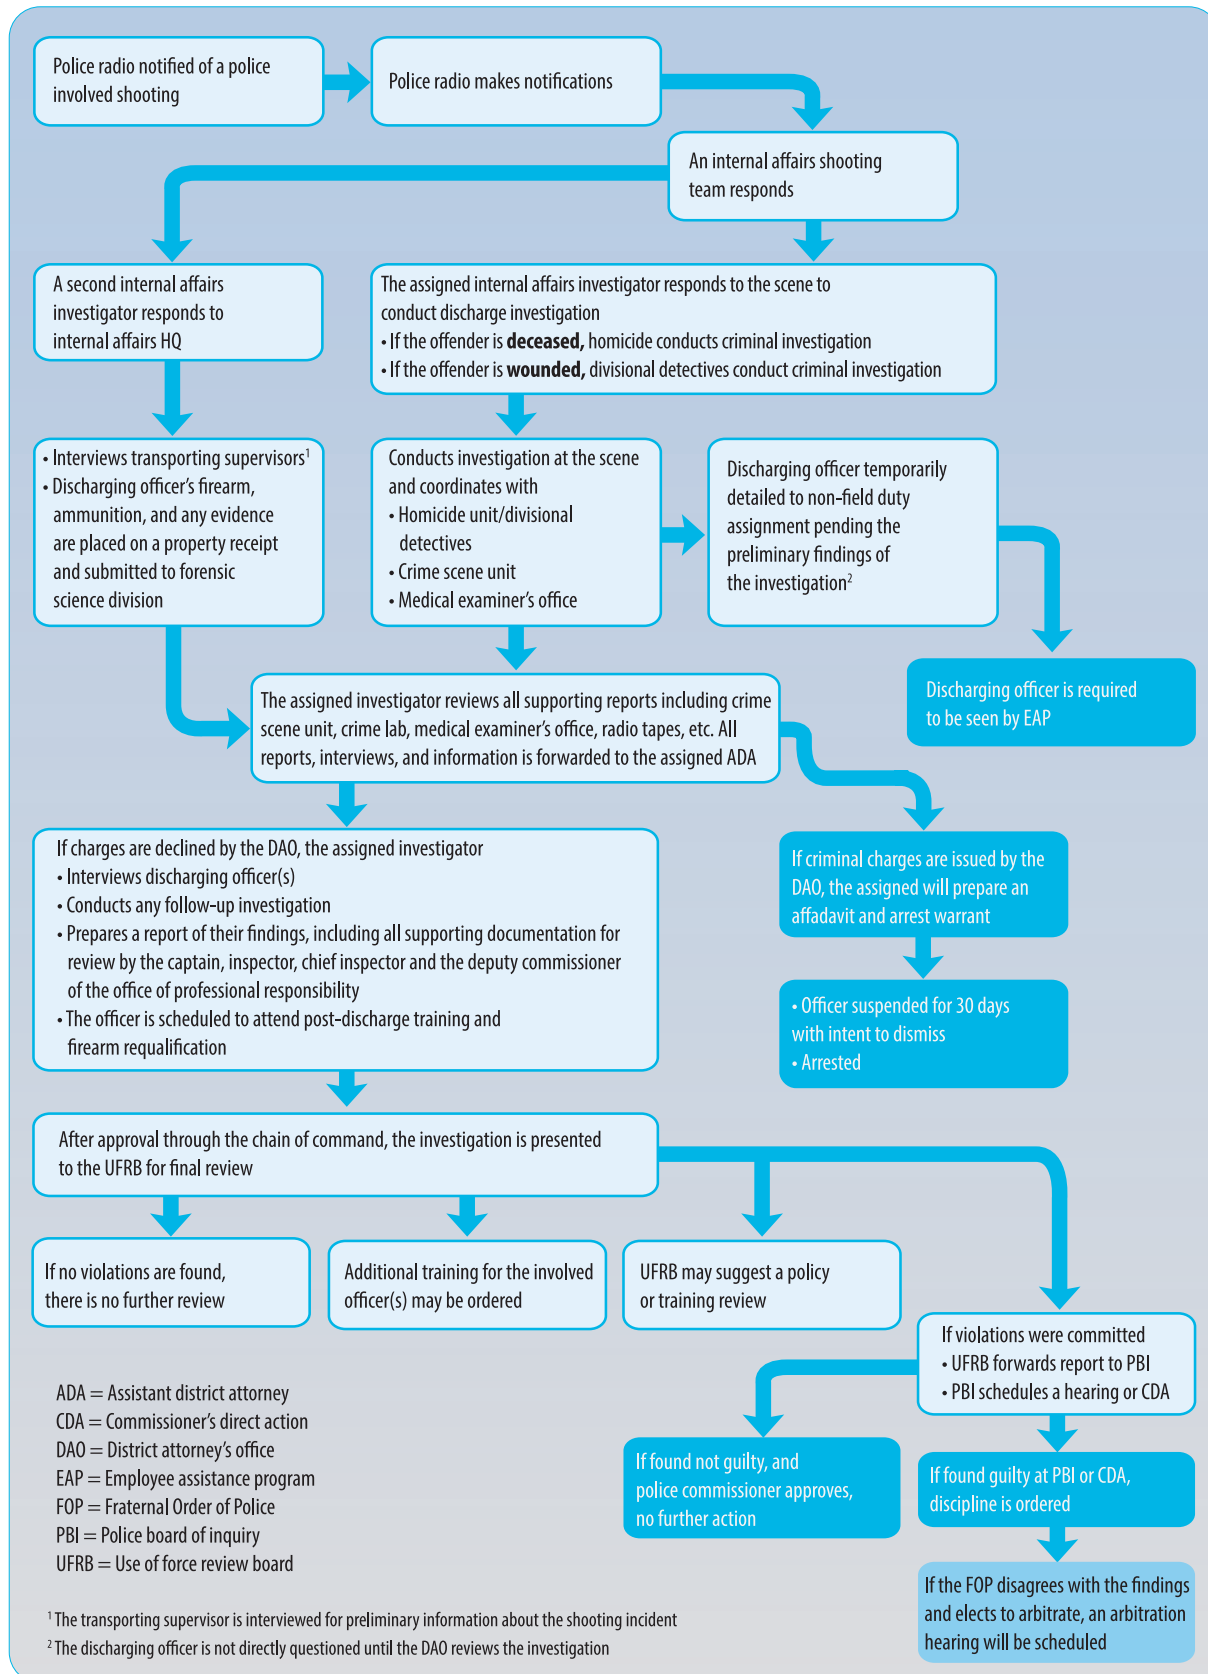 Police radio notified of a police
involved shooting
Police radio makes notifications
An internal affairs shooting
team responds
A second internal affairs
investigator responds to
internal affairs HQ
The assigned internal affairs investigator responds to the scene to
conduct discharge investigation
• If the offender is deceased, homicide conducts criminal investigation
• If the offender is wounded, divisional detectives conduct criminal investigation
• Interviews transporting supervisors¹
• Discharging officer's firearm,
ammunition, and any evidence
are placed on a property receipt
and submitted to forensic
science division
Conducts investigation at the scene
and coordinates with
• Homicide unit/divisional
detectives
• Crime scene unit
• Medical examiner's office
Discharging officer temporarily
detailed to non-field duty
assignment pending the
preliminary findings of
the investigation²
Discharging officer is required
to be seen by EAP
The assigned investigator reviews all supporting reports including crime
scene unit, crime lab, medical examiner's office, radio tapes, etc. All
reports, interviews, and information is forwarded to the assigned ADA
If charges are declined by the DAO, the assigned investigator
• Interviews discharging officer(s)
• Conducts any follow-up investigation
• Prepares a report of their findings, including all supporting documentation for
review by the captain, inspector, chief inspector and the deputy commissioner
of the office of professional responsibility
• The officer is scheduled to attend post-discharge training and
firearm requalification
If criminal charges are issued by the
DAO, the assigned will prepare an
affadavit and arrest warrant
• Officer suspended for 30 days
with intent to dismiss
• Arrested
After approval through the chain of command, the investigation is presented
to the UFRB for final review
If no violations are found,
there is no further review
Additional training for the involved
officer(s) may be ordered
UFRB may suggest a policy
or training review
If violations were committed
• UFRB forwards report to PBI
• PBI schedules a hearing or CDA
If found not guilty, and
police commissioner approves,
no further action
If found guilty at PBI or CDA,
discipline is ordered
If the FOP disagrees with the findings
and elects to arbitrate, an arbitration
hearing will be scheduled
ADA = Assistant district attorney
CDA = Commissioner's direct action
DAO = District attorney's office
EAP = Employee assistance program
FOP = Fraternal Order of Police
PBI = Police board of inquiry
UFRB = Use of force review board
¹ The transporting supervisor is interviewed for preliminary information about the shooting incident
² The discharging officer is not directly questioned until the DAO reviews the investigation